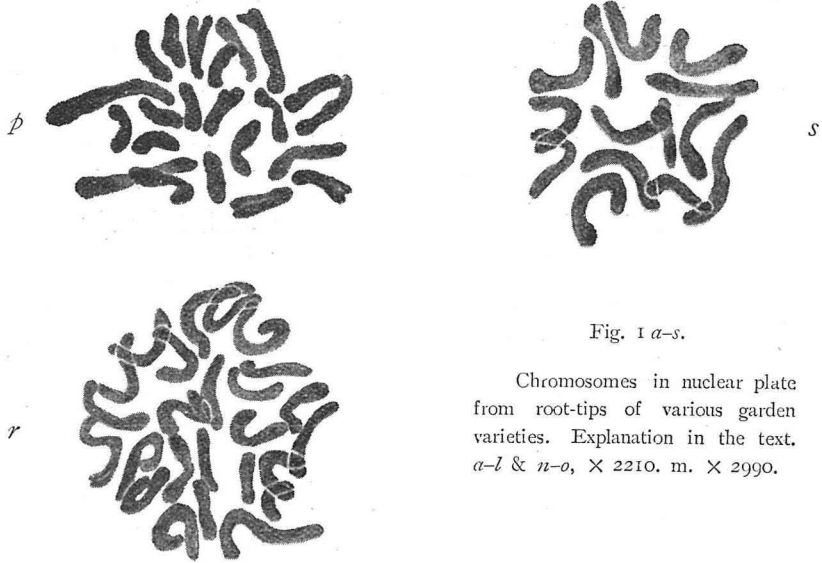 p
s
r
Fig. 1 a–s.
Chromosomes in nuclear plate
from root-tips of various garden
varieties. Explanation in the text.
a–l & n–o, × 2210. m. × 2990.